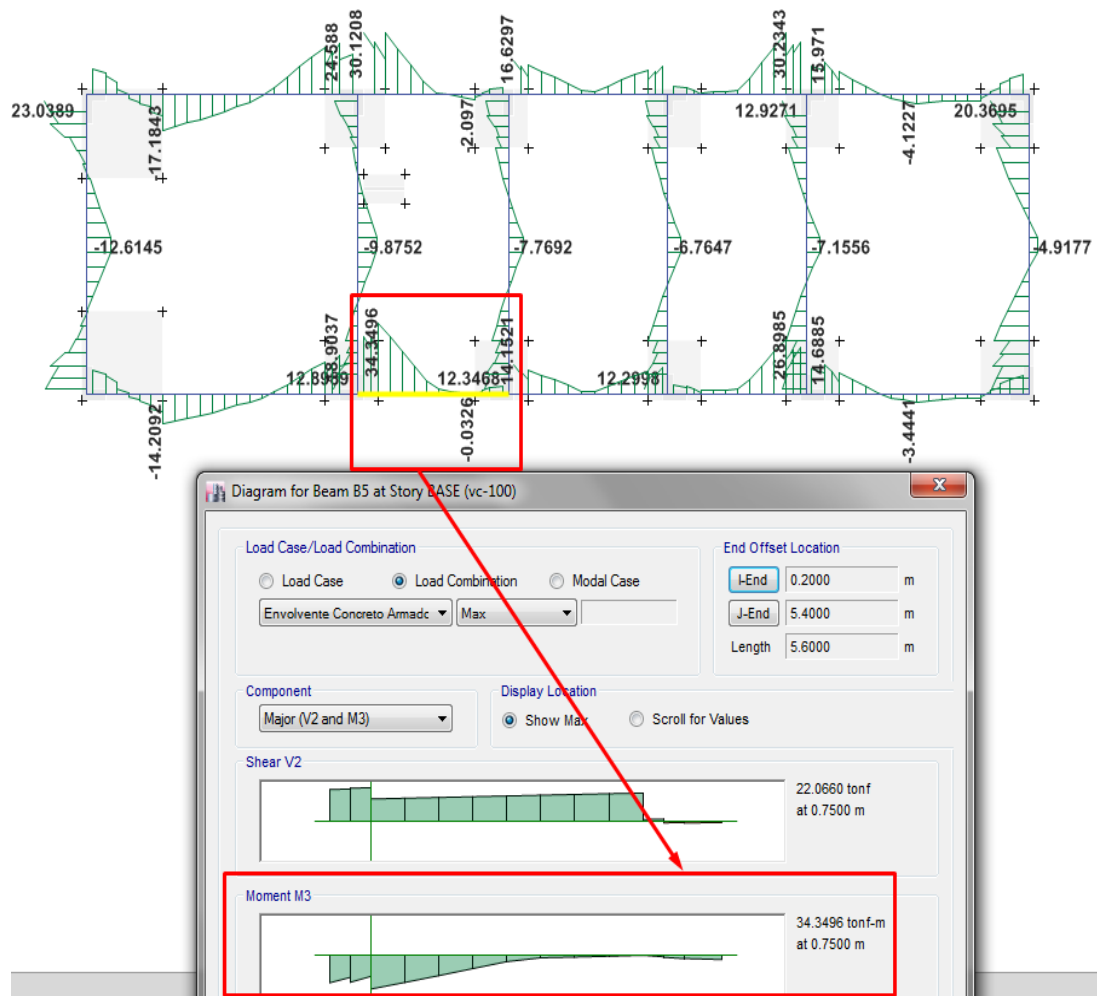 24.588
30.1208
16.6297
30.2343
15.971
23.0389
-17.1843
-2.097
12.9271
-4.1227
20.3695
-12.6145
-9.8752
-7.7692
-6.7647
-7.1556
-4.9177
34.3496
14.1521
26.8985
14.6885
12.3468
12.2998
-14.2092
-0.0326
-3.4441
Diagram for Beam B5 at Story BASE (vc-100)
x
Load Case/Load Combination
Load Case
Load Combination
Modal Case
Envolvente Concreto Armadc
Max
End Offset Location
I-End
0.2000
m
J-End
5.4000
m
Length
5.6000
m
Component
Major (V2 and M3)
Display Location
Show Max
Scroll for Values
Shear V2
22.0660 tonf
at 0.7500 m
Moment M3
34.3496 tonf-m
at 0.7500 m